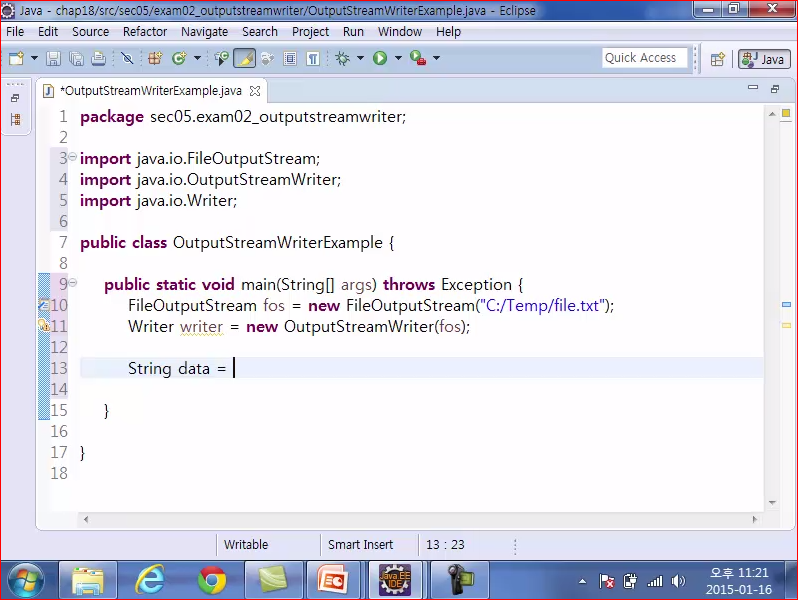 Java - chap18/src/sec05/exam02_outputstreamwriter/OutputStreamWriterExample.java - Eclipse
File Edit Source Refactor Navigate Search Project Run Window Help
Quick Access
Java
*OutputStreamWriterExample.java
1 package sec05.exam02_outputstreamwriter;
2
3 import java.io.FileOutputStream;
4 import java.io.OutputStreamWriter;
5 import java.io.Writer;
6
7 public class OutputStreamWriterExample {
8
9 public static void main(String[] args) throws Exception {
10 FileOutputStream fos = new FileOutputStream("C:/Temp/file.txt");
11 Writer writer = new OutputStreamWriter(fos);
12
13 String data =
14
15 }
16
17 }
18
Writable Smart Insert 13 : 23
Java EE
IDE
오후 11:21
2015-01-16